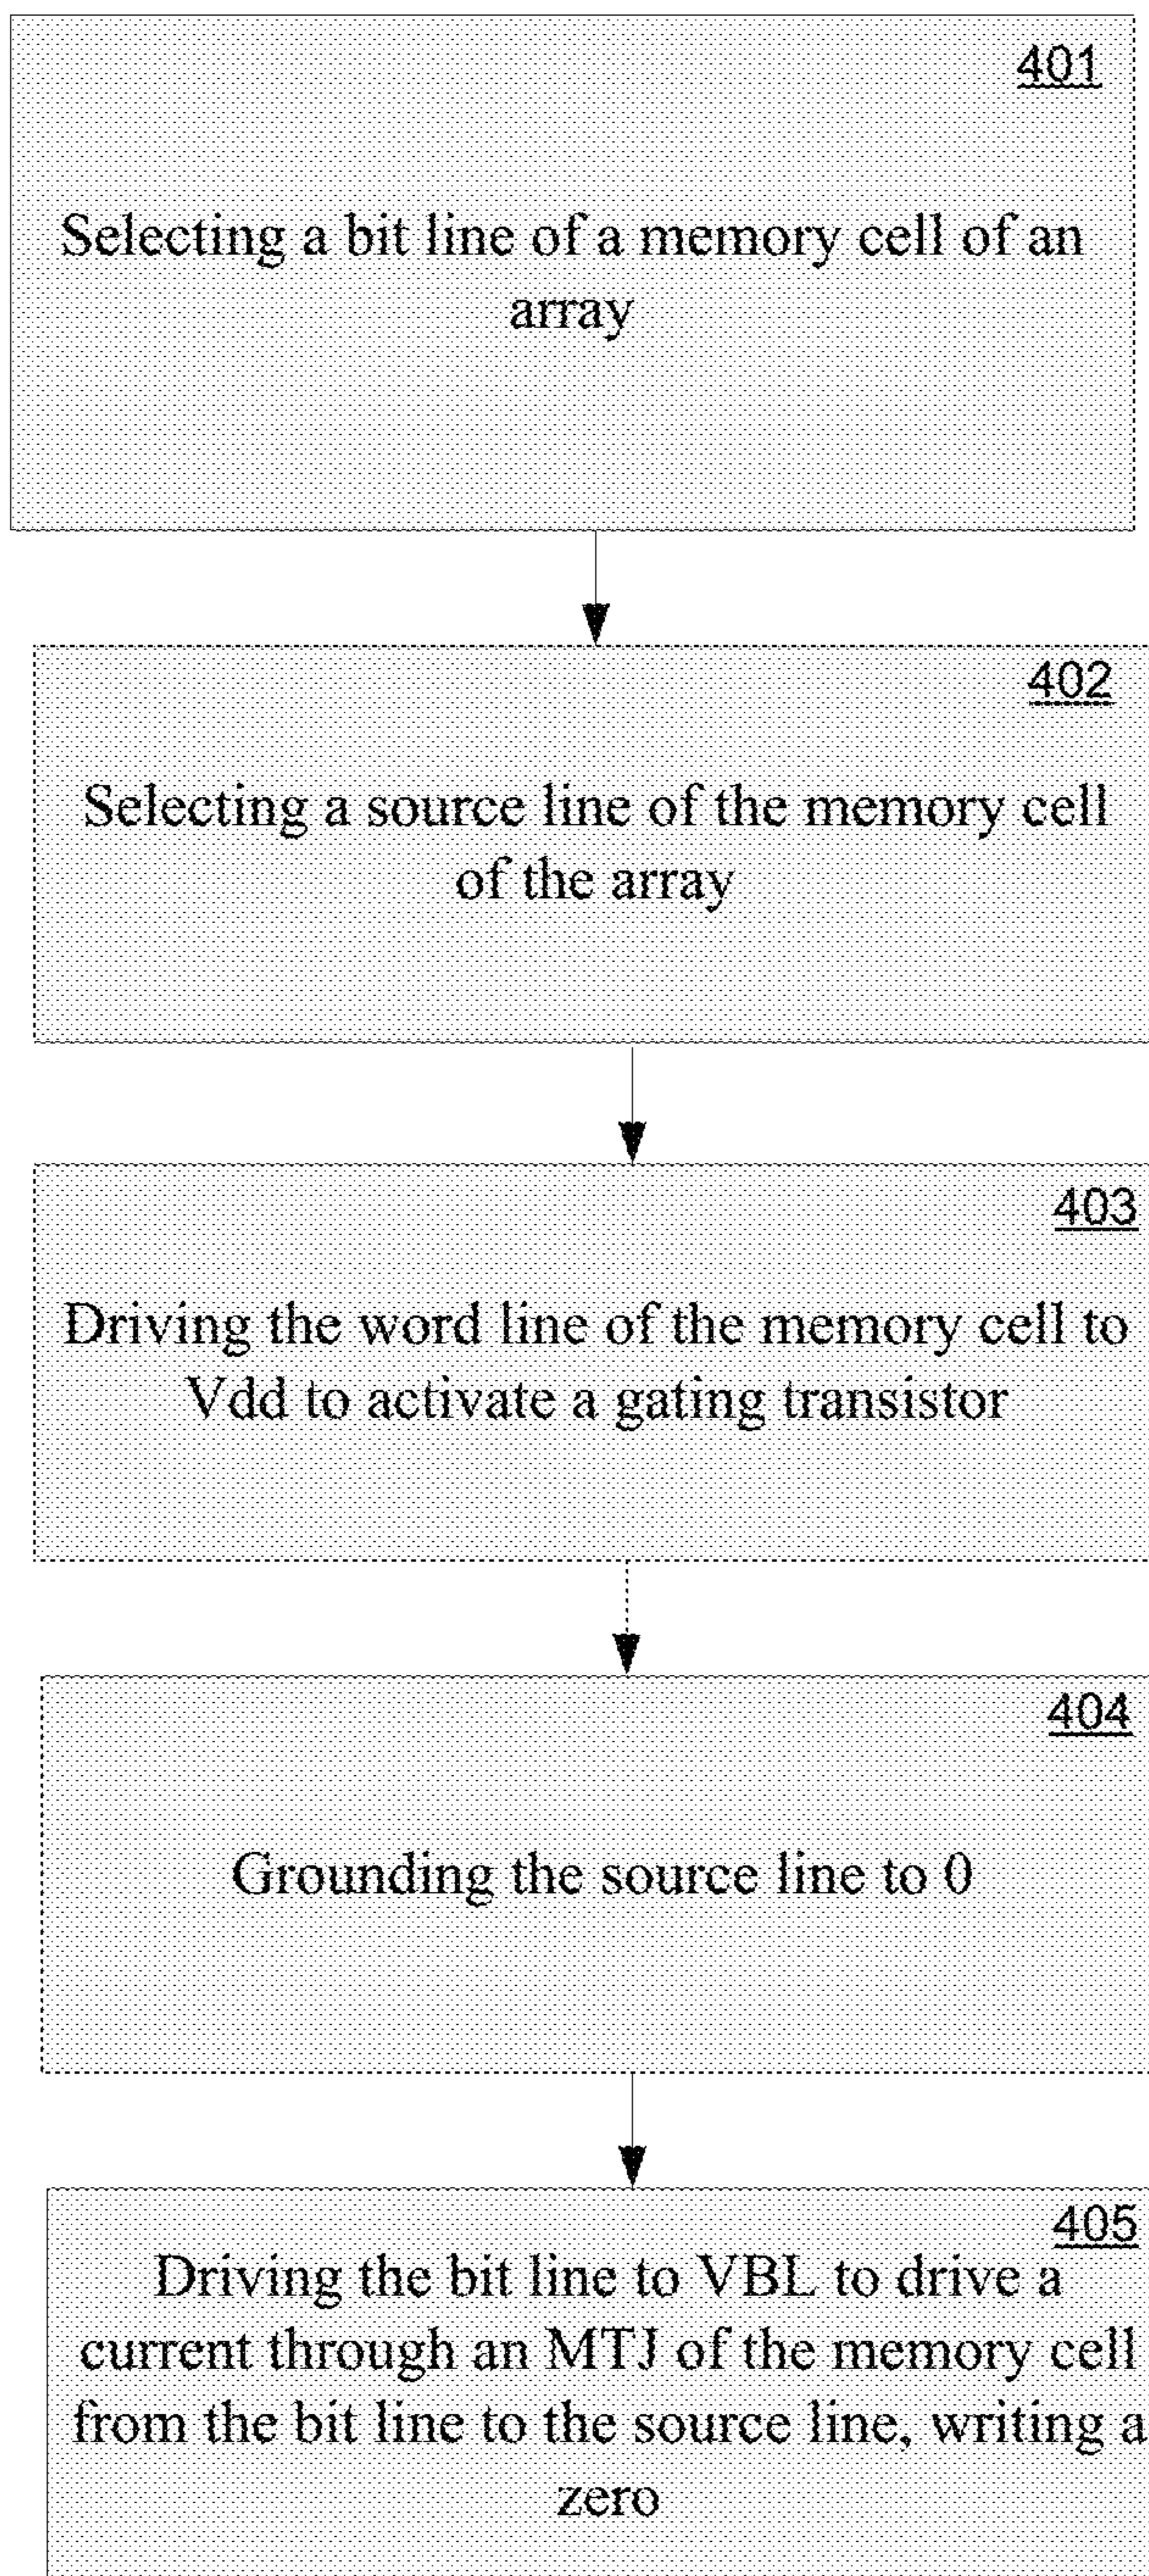 401
Selecting a bit line of a memory cell of an
array
402
Selecting a source line of the memory cell
of the array
403
Driving the word line of the memory cell to
Vdd to activate a gating transistor
404
Grounding the source line to 0
405
Driving the bit line to VBL to drive a
current through an MTJ of the memory cell
from the bit line to the source line, writing a
zero